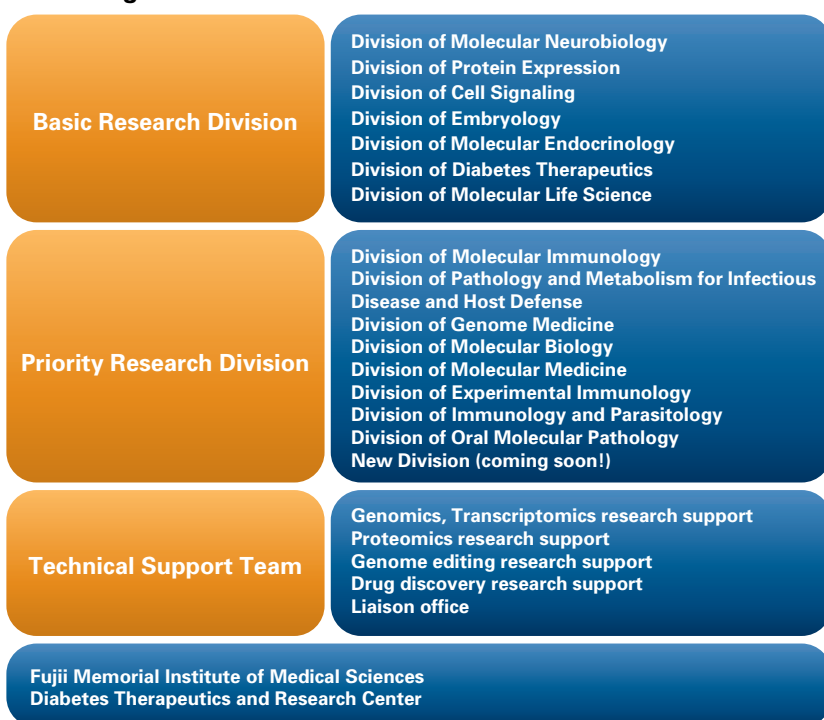 Basic Research Division
Division of Molecular Neurobiology
Division of Protein Expression
Division of Cell Signaling
Division of Embryology
Division of Molecular Endocrinology
Division of Diabetes Therapeutics
Division of Molecular Life Science
Priority Research Division
Division of Molecular Immunology
Division of Pathology and Metabolism for Infectious
Disease and Host Defense
Division of Genome Medicine
Division of Molecular Biology
Division of Molecular Medicine
Division of Experimental Immunology
Division of Immunology and Parasitology
Division of Oral Molecular Pathology
New Division (coming soon!)
Technical Support Team
Genomics, Transcriptomics research support
Proteomics research support
Genome editing research support
Drug discovery research support
Liaison office
Fujii Memorial Institute of Medical Sciences
Diabetes Therapeutics and Research Center